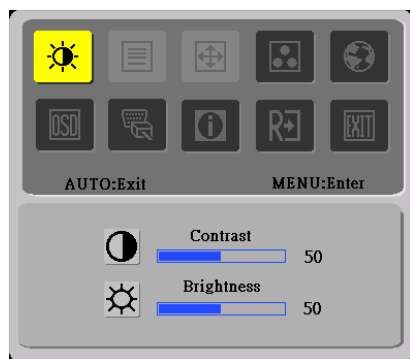 OSD i R EXIT
AUTO:Exit MENU:Enter
Contrast
50
Brightness
50